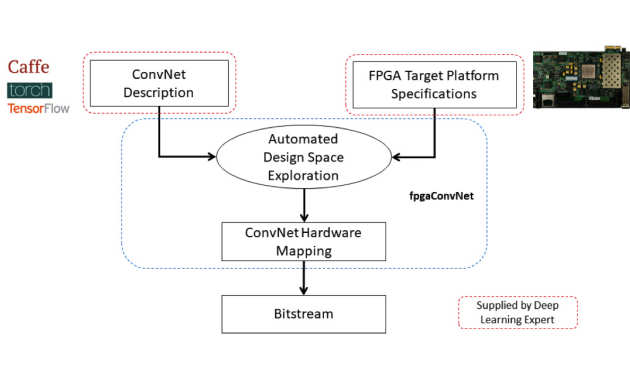 Caffe
torch
TensorFlow
ConvNet
Description
FPGA Target Platform
Specifications
Automated
Design Space
Exploration
fpgaConvNet
ConvNet Hardware
Mapping
Bitstream
Supplied by Deep
Learning Expert